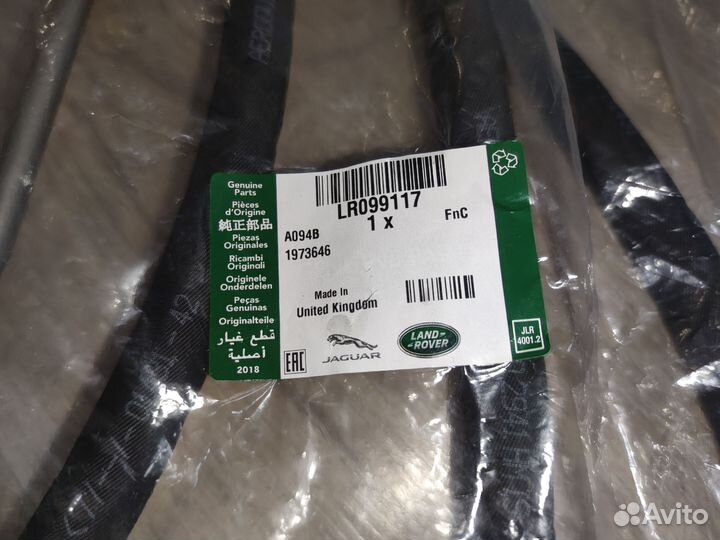 Genuine
Parts
Pièces
d'Origine
純正部品
Piezas
Originales
Ricambi
Originali
Originele
Onderdelen
Peças
Genuinas
Originalteile
قطع غيار
أصلية
2018
LR099117
1 x
FnC
A094B
1973646
Made In
United Kingdom
EAC
JAGUAR
LAND-
-ROVER
JLR
4001.2
Avito